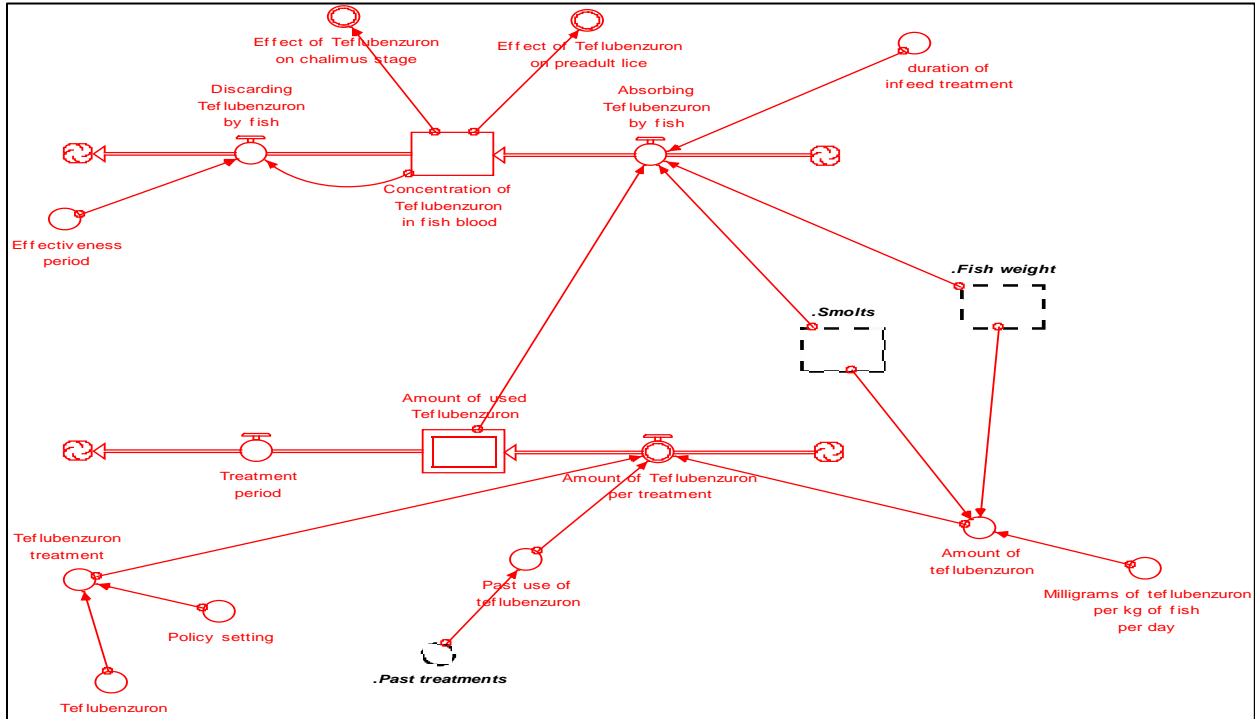 Effect of Teflubenzuron
on chalimus stage
Effect of Teflubenzuron
on preadult lice
duration of
infeed treatment
Discarding
Teflubenzuron
by fish
Absorbing
Teflubenzuron
by fish
Concentration of
Teflubenzuron
in fish blood
Effectiveness
period
.Fish weight
.Smolts
Amount of used
Teflubenzuron
Treatment
period
Amount of Teflubenzuron
per treatment
Teflubenzuron
treatment
Past use of
teflubenzuron
Amount of
teflubenzuron
Milligrams of teflubenzuron
per kg of fish
per day
Policy setting
.Past treatments
Teflubenzuron